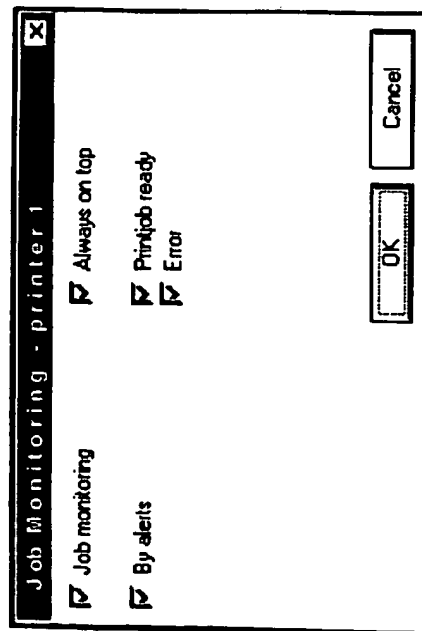 Job Monitoring - printer 1
Job monitoring
Always on top
By alerts
Printjob ready
Error
OK
Cancel